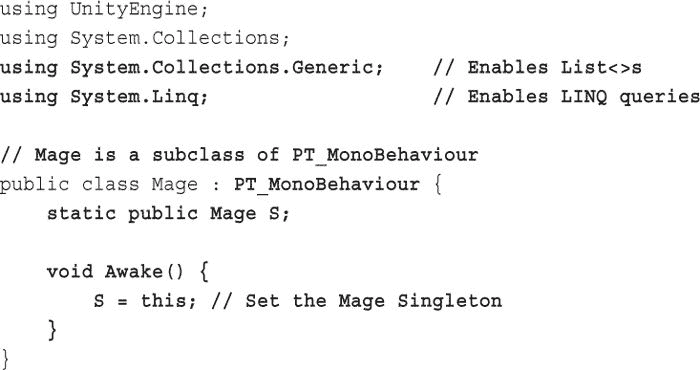 using UnityEngine;
using System.Collections;
using System.Collections.Generic;    // Enables List<>s
using System.Linq;                   // Enables LINQ queries

// Mage is a subclass of PT_MonoBehaviour
public class Mage : PT_MonoBehaviour {
    static public Mage S;

    void Awake() {
        S = this; // Set the Mage Singleton
    }
}